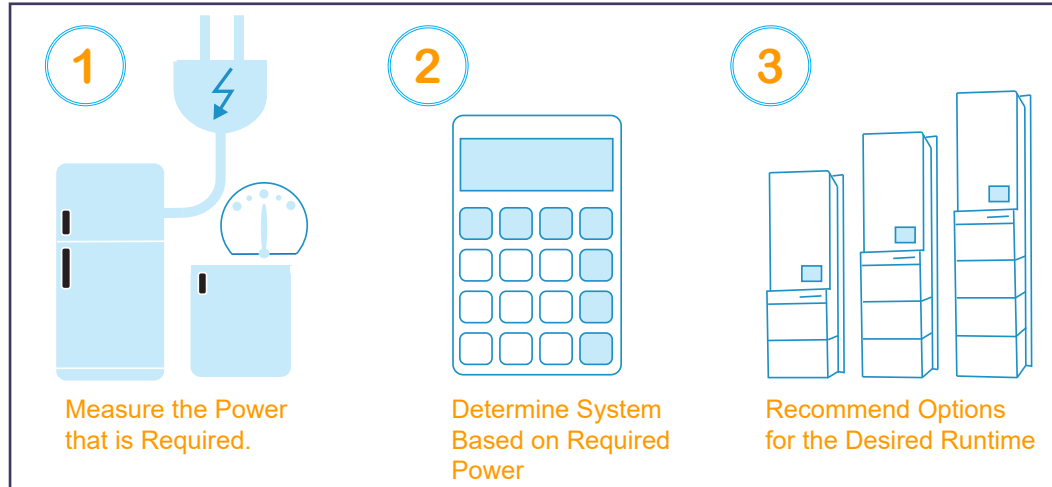 1
2
3
Measure the Power
that is Required.
Determine System
Based on Required
Power
Recommend Options
for the Desired Runtime